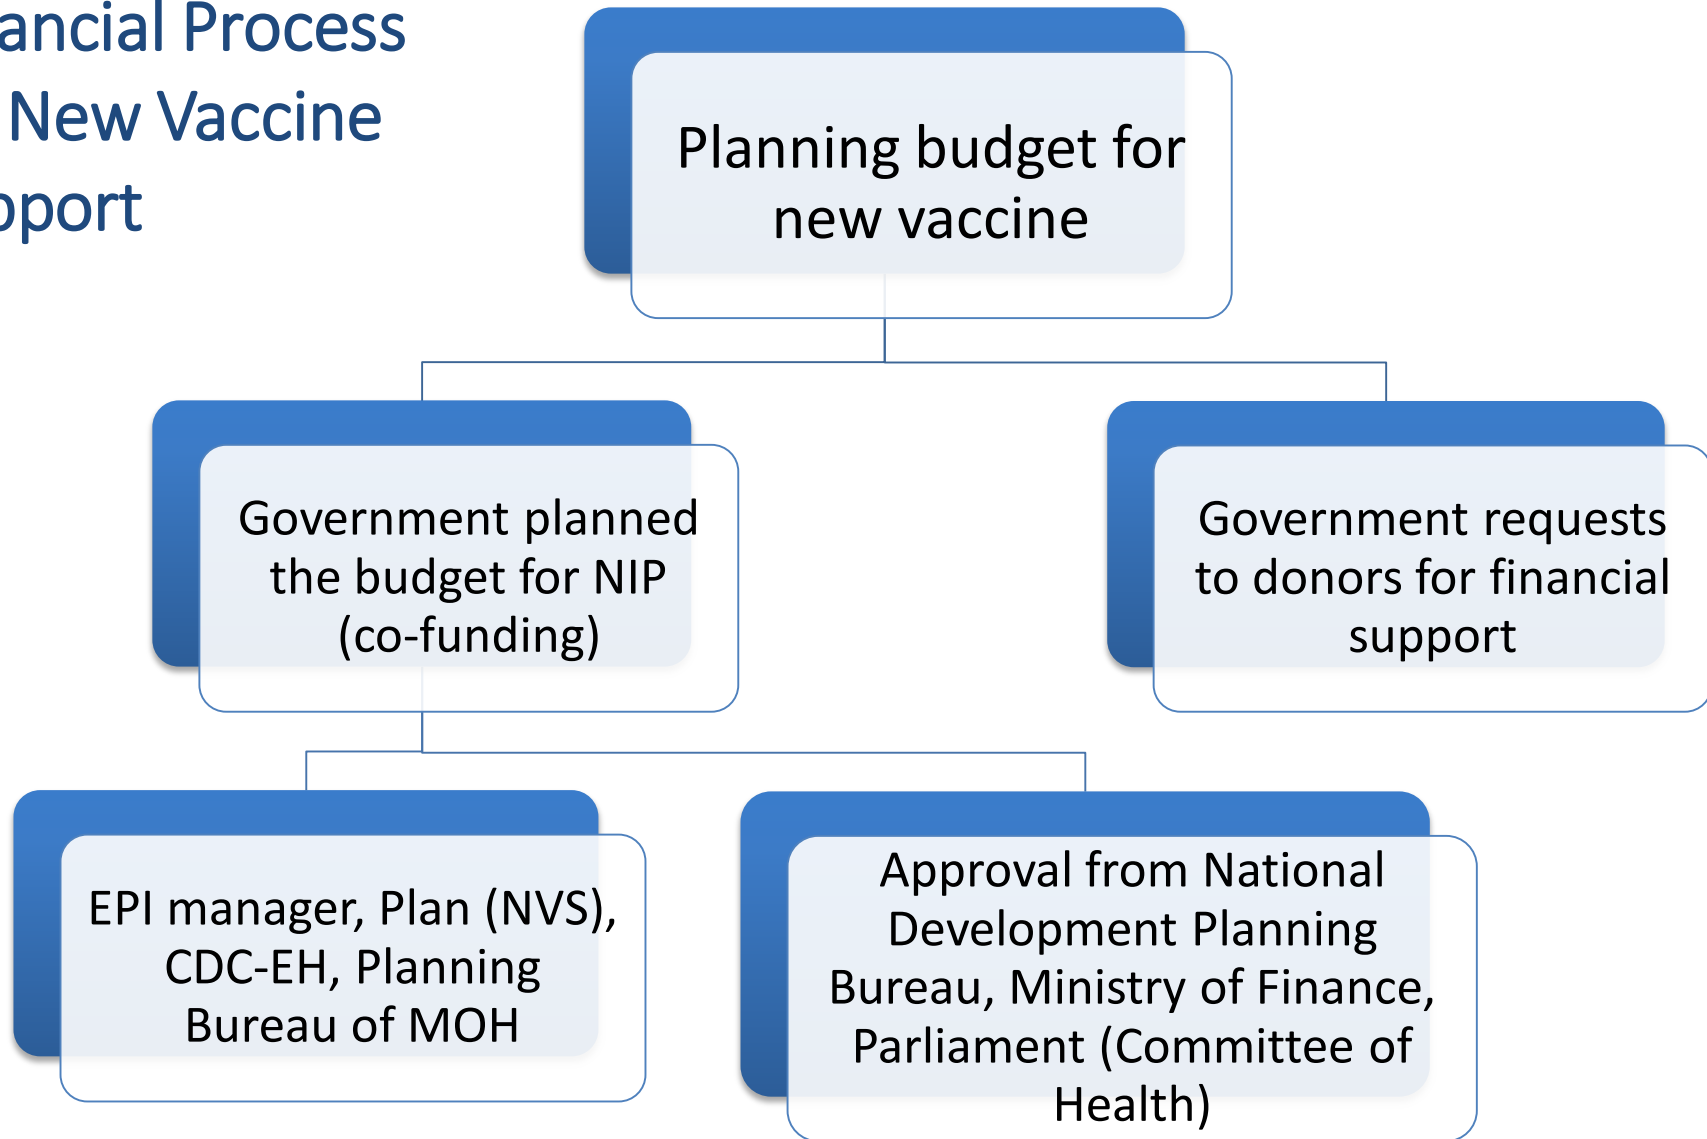 ancial Process
New Vaccine
pport
Planning budget for
new vaccine
Government planned
the budget for NIP
(co-funding)
Government requests
to donors for financial
support
EPI manager, Plan (NVS),
CDC-EH, Planning
Bureau of MOH
Approval from National
Development Planning
Bureau, Ministry of Finance,
Parliament (Committee of
Health)